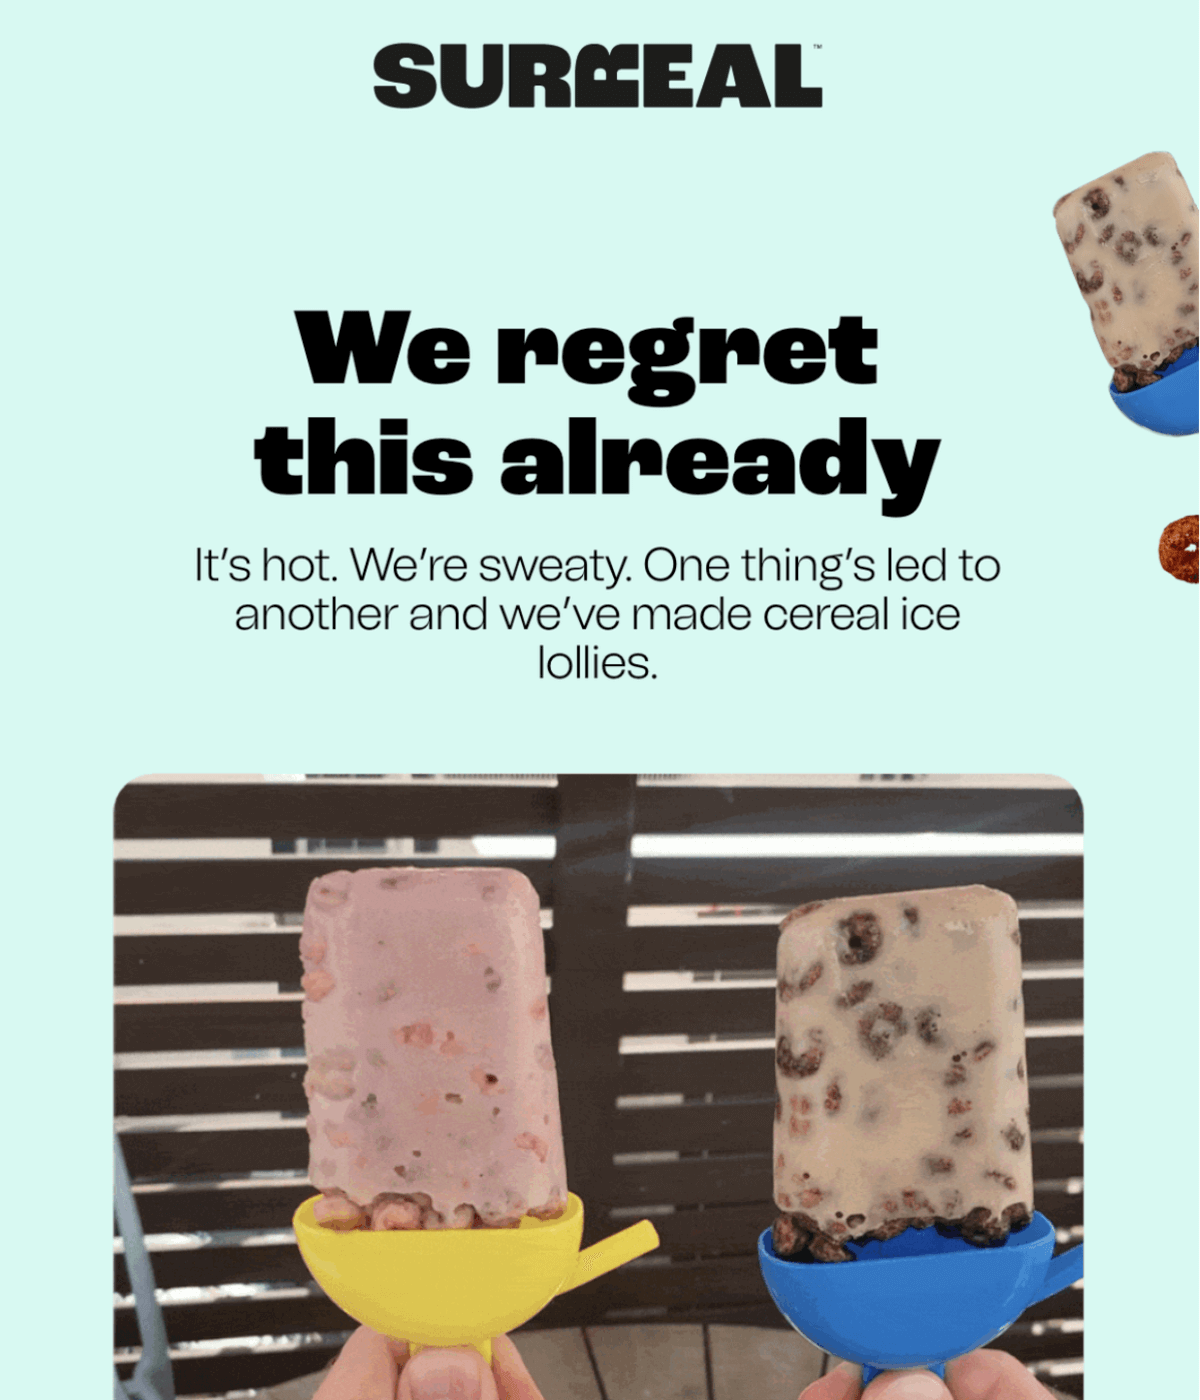 SURREAL™
We regret
this already
It’s hot. We’re sweaty. One thing’s led to
another and we’ve made cereal ice
lollies.